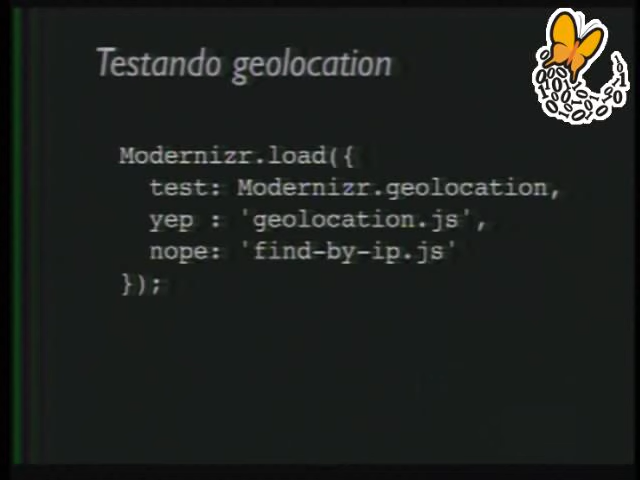 Testando geolocation
Modernizr.load({
test: Modernizr.geolocation,
yep : 'geolocation.js',
nope: 'find-by-ip.js'
});